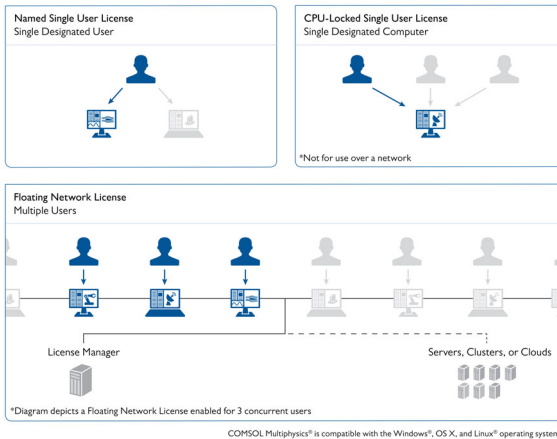 Named Single User License
Single Designated User
CPU-Locked Single User License
Single Designated Computer
*Not for use over a network
Floating Network License
Multiple Users
License Manager
Servers, Clusters, or Clouds
*Diagram depicts a Floating Network License enabled for 3 concurrent users
COMSOL Multiphysics® is compatible with the Windows®, OS X, and Linux® operating system